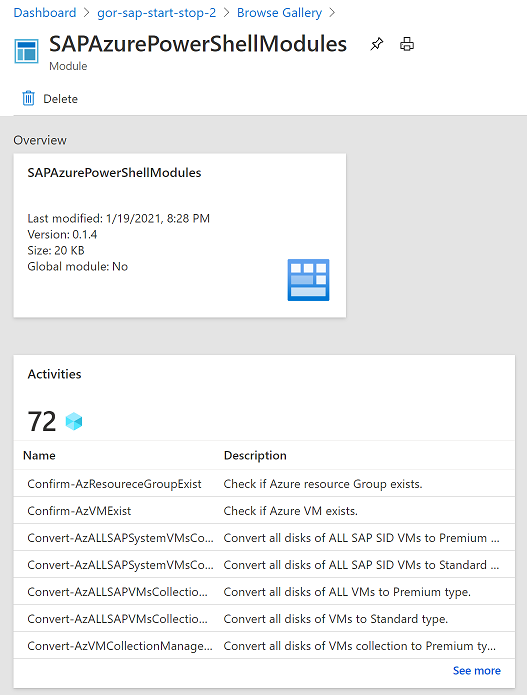 Dashboard > gor-sap-start-stop-2 > Browse Gallery >
SAPAzurePowerShellModules
Module
Delete
Overview
SAPAzurePowerShellModules
Last modified: 1/19/2021, 8:28 PM
Version: 0.1.4
Size: 20 KB
Global module: No
Activities
72
Name Description
Confirm-AzResoureceGroupExist Check if Azure resource Group exists.
Confirm-AzVMExist Check if Azure VM exists.
Convert-AzALLSAPSystemVMsCo... Convert all disks of ALL SAP SID VMs to Premium ...
Convert-AzALLSAPSystemVMsCo... Convert all disks of ALL SAP SID VMs to Standard ...
Convert-AzALLSAPVMsCollectio... Convert all disks of ALL VMs to Premium type.
Convert-AzALLSAPVMsCollectio... Convert all disks of VMs to Standard type.
Convert-AzVMCollectionManage... Convert all disks of VMs collection to Premium ty...
See more